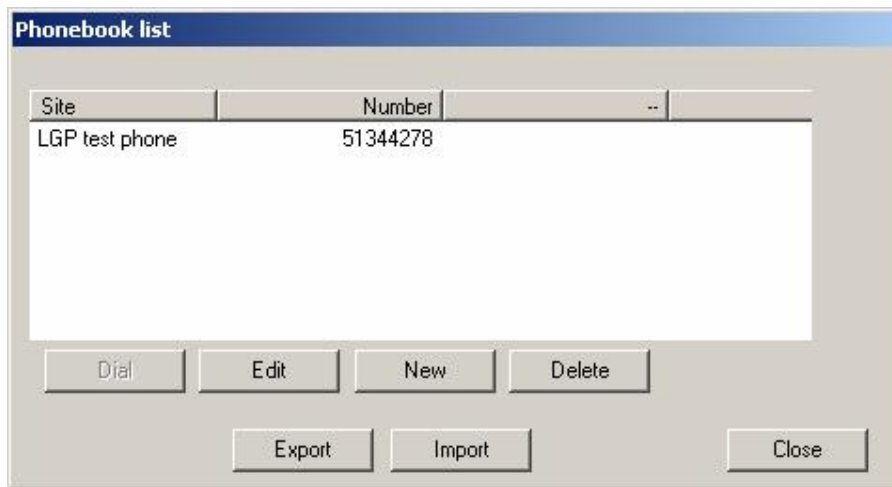 Phonebook list
Site Number --
LGP test phone 51344278
Dial Edit New Delete
Export Import Close